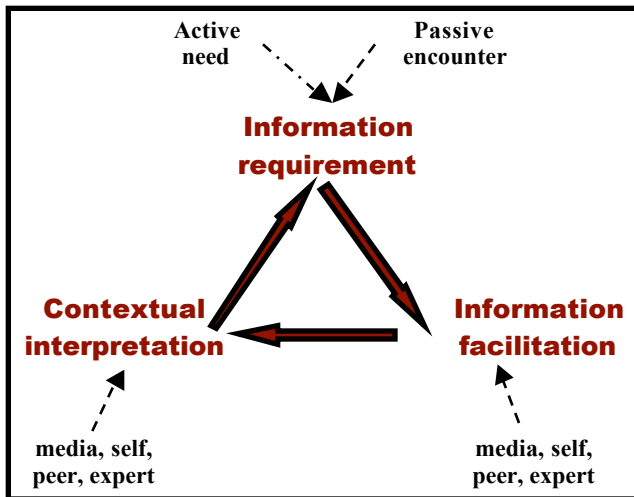 Active
need
Passive
encounter
Information
requirement
Contextual
interpretation
Information
facilitation
media, self,
peer, expert
media, self,
peer, expert